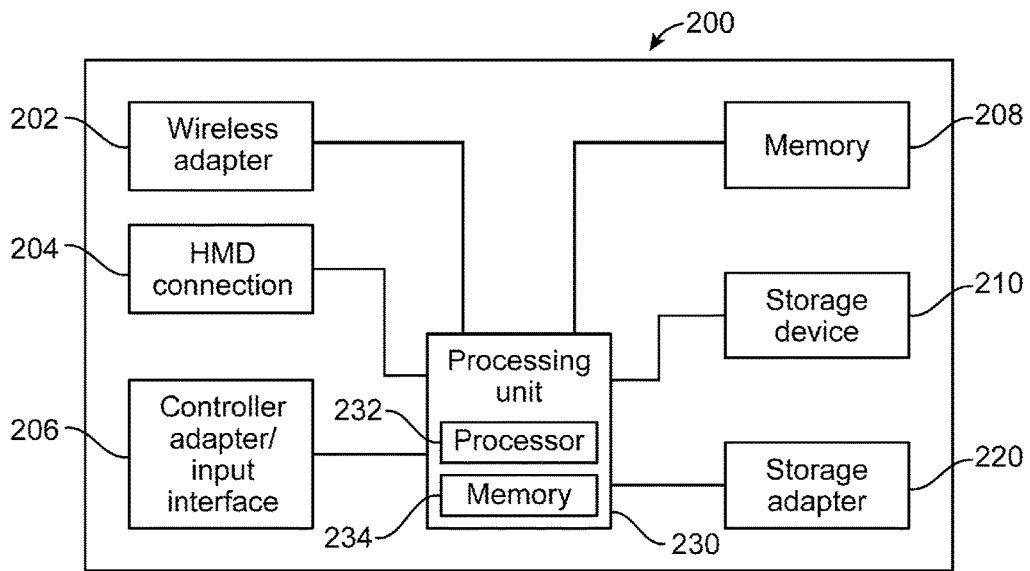 200
202
Wireless
adapter
Memory
208
204
HMD
connection
Storage
device
210
206
Controller
adapter/
input
interface
Processing
unit
232
Processor
Memory
234
230
Storage
adapter
220